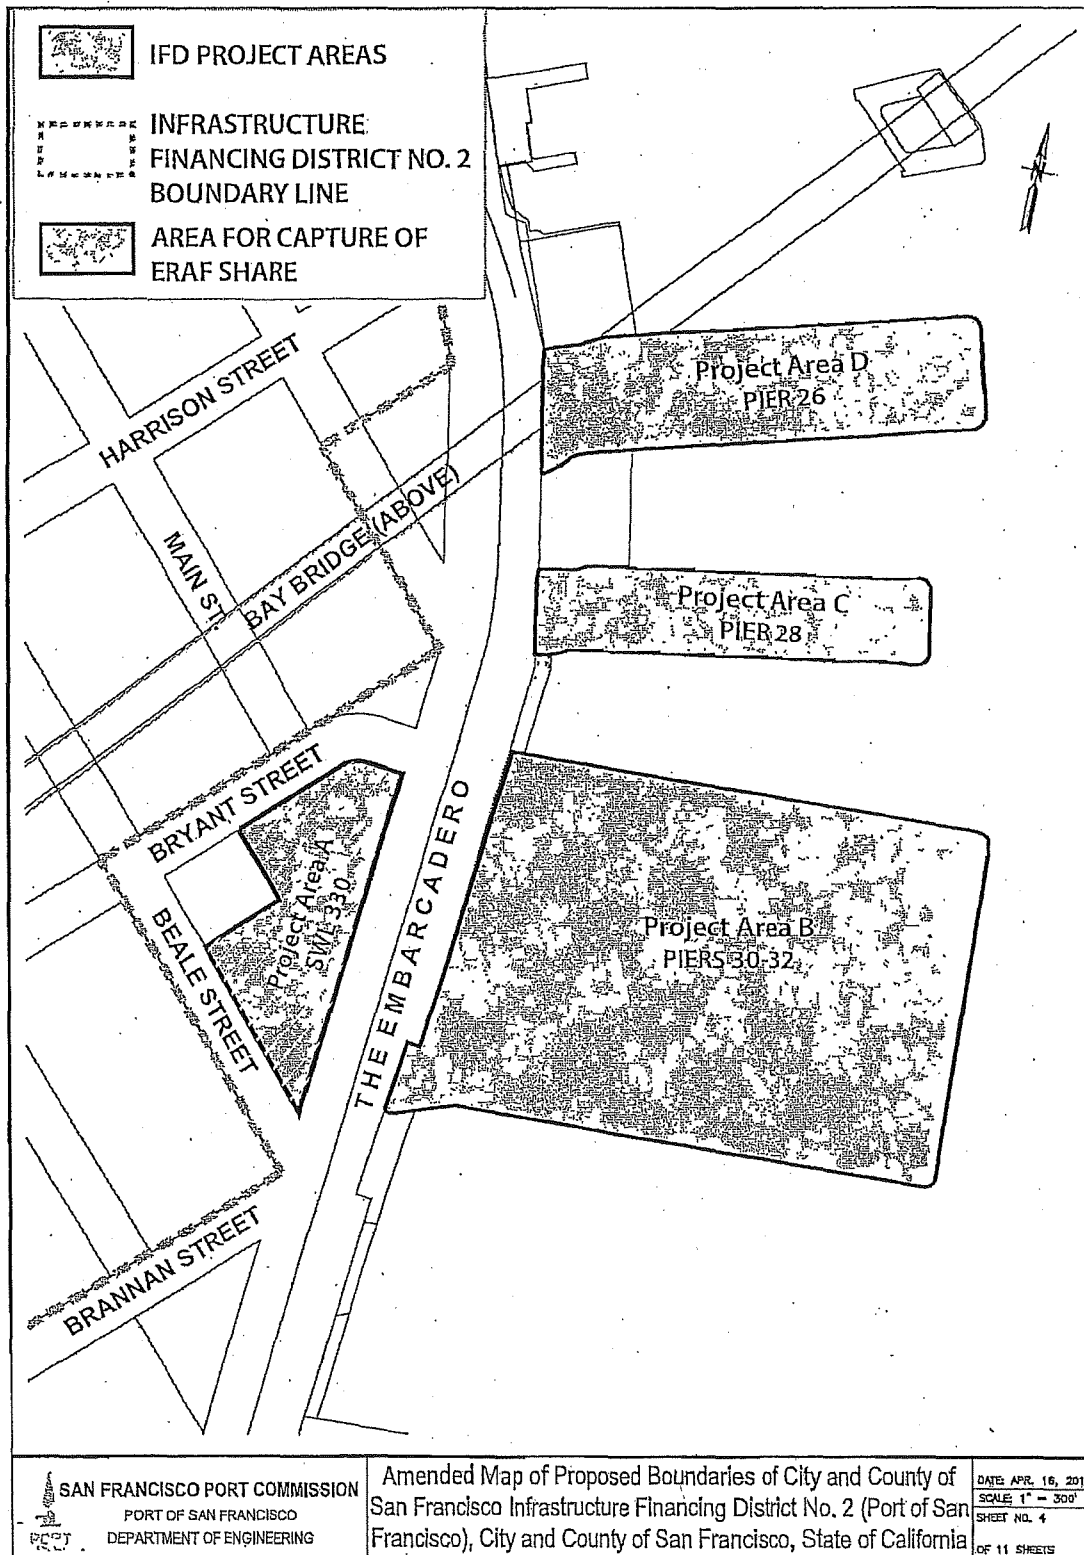 IFD PROJECT AREAS
INFRASTRUCTURE
FINANCING DISTRICT NO. 2
BOUNDARY LINE
AREA FOR CAPTURE OF
ERAF SHARE
HARRISON STREET
MAIN ST.
BAY BRIDGE (ABOVE)
Project Area D
PIER 26
Project Area C
PIER 28
BRYANT STREET
Project Area A
SWL 330
BEALE STREET
THE EMBARCADERO
Project Area B
PIERS 30-32
BRANNAN STREET
N
SAN FRANCISCO PORT COMMISSION
PORT OF SAN FRANCISCO
DEPARTMENT OF ENGINEERING
Amended Map of Proposed Boundaries of City and County of
San Francisco Infrastructure Financing District No. 2 (Port of San
Francisco), City and County of San Francisco, State of California
DATE: APR. 16, 201
SCALE: 1" = 300'
SHEET NO. 4
OF 11 SHEETS